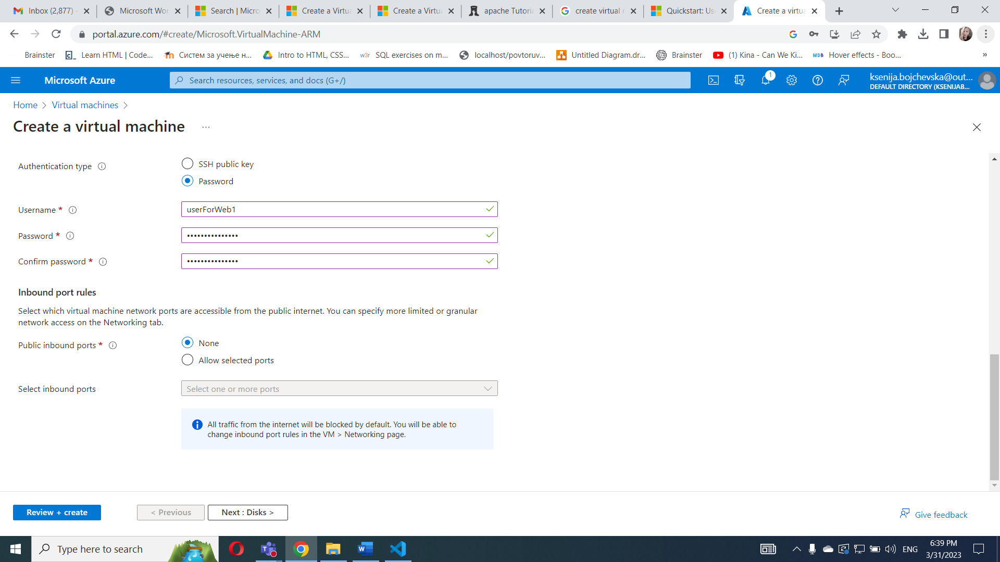 Inbox (2,877) -
Microsoft Wor
Search | Micro
Create a Virtua
Create a Virtua
apache Tutoria
create virtual r
Quickstart: Us
Create a virtua
portal.azure.com/#create/Microsoft.VirtualMachine-ARM
Brainster
Learn HTML | Code...
Систем за учење н...
Intro to HTML, CSS...
SQL exercises on m...
localhost/povtoruv...
Untitled Diagram.dr...
Brainster
(1) Kina - Can We Ki...
Hover effects - Boo...
»
Microsoft Azure
Search resources, services, and docs (G+/)
1
ksenija.bojchevska@out...
DEFAULT DIRECTORY (KSENIJAB...
Home > Virtual machines >
Create a virtual machine ...
Authentication type
SSH public key
Password
Username *
userForWeb1
Password *
•••••••••••••••
Confirm password *
•••••••••••••••
Inbound port rules
Select which virtual machine network ports are accessible from the public internet. You can specify more limited or granular
network access on the Networking tab.
Public inbound ports *
None
Allow selected ports
Select inbound ports
Select one or more ports
All traffic from the internet will be blocked by default. You will be able to
change inbound port rules in the VM > Networking page.
Review + create
< Previous
Next : Disks >
Give feedback
Type here to search
ENG
6:39 PM
3/31/2023